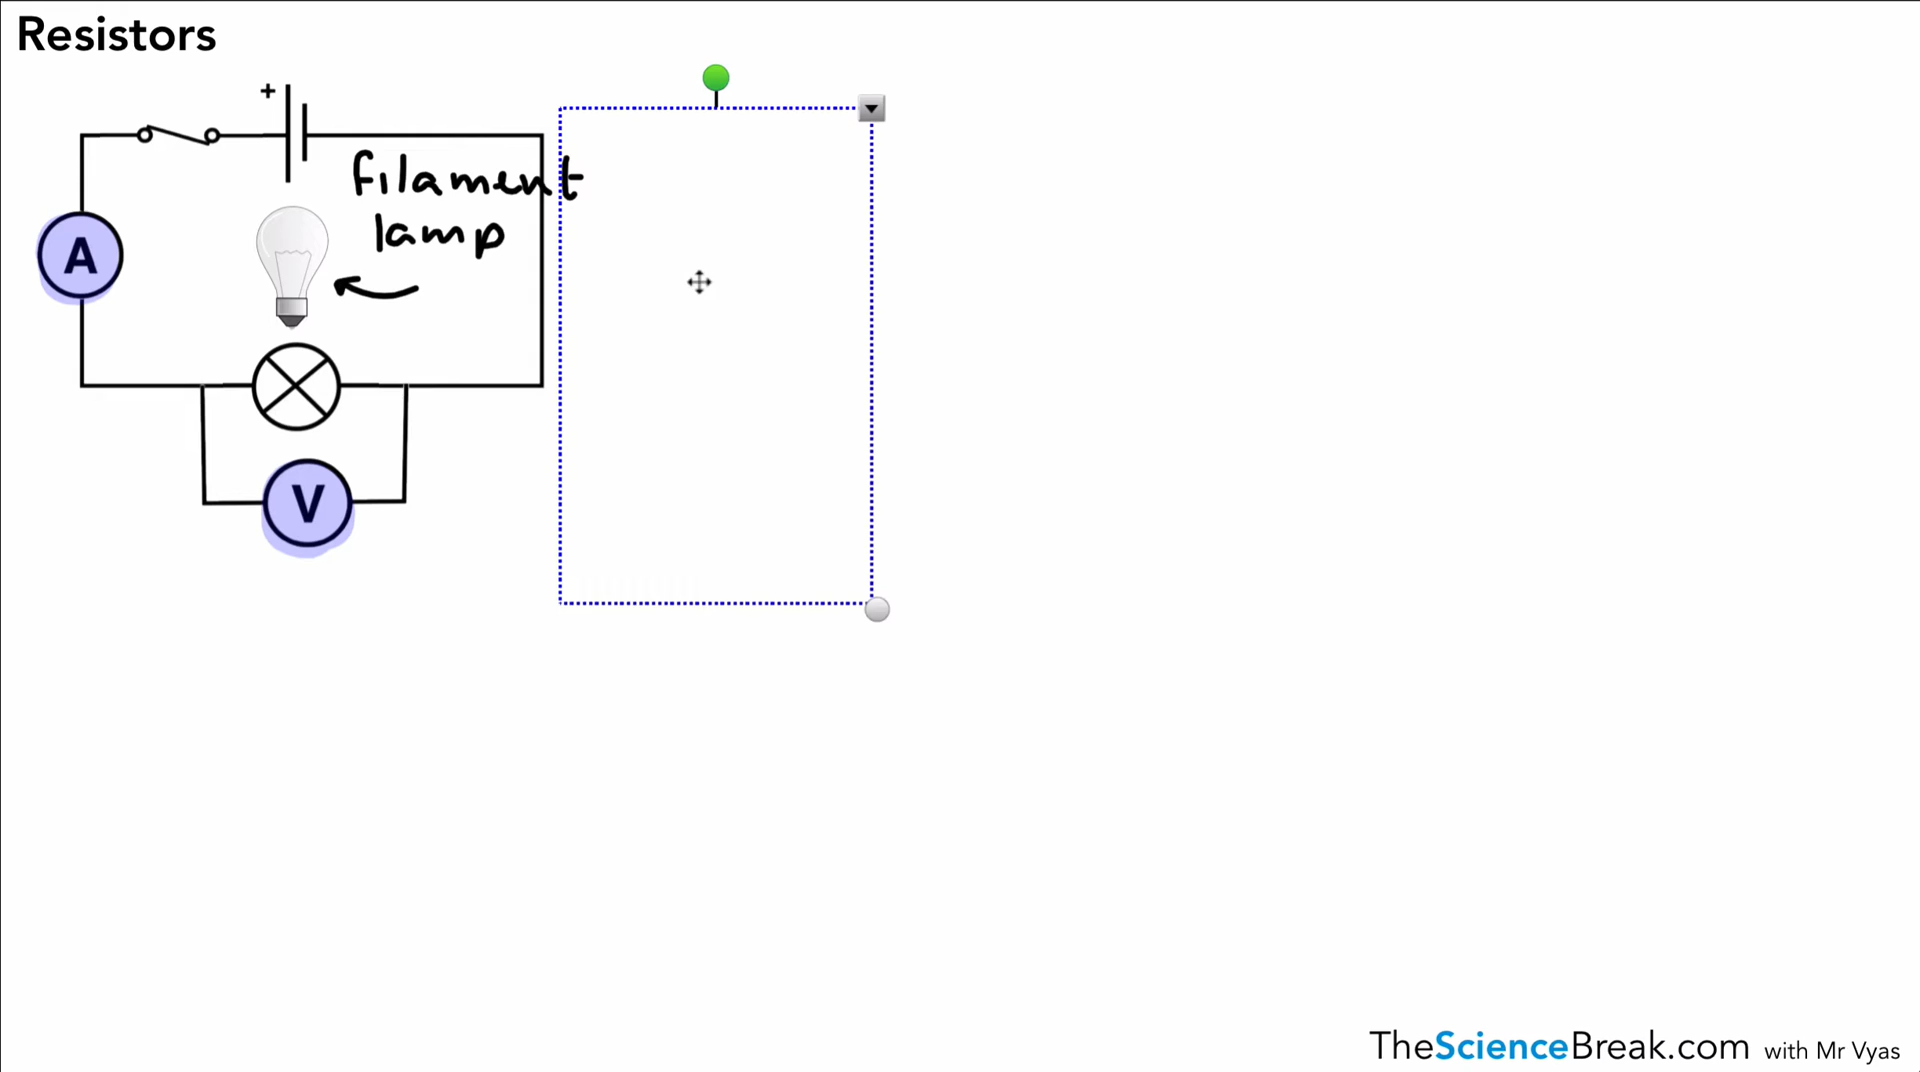 Resistors
+
filament
lamp
A
V
TheScienceBreak.com with Mr Vyas